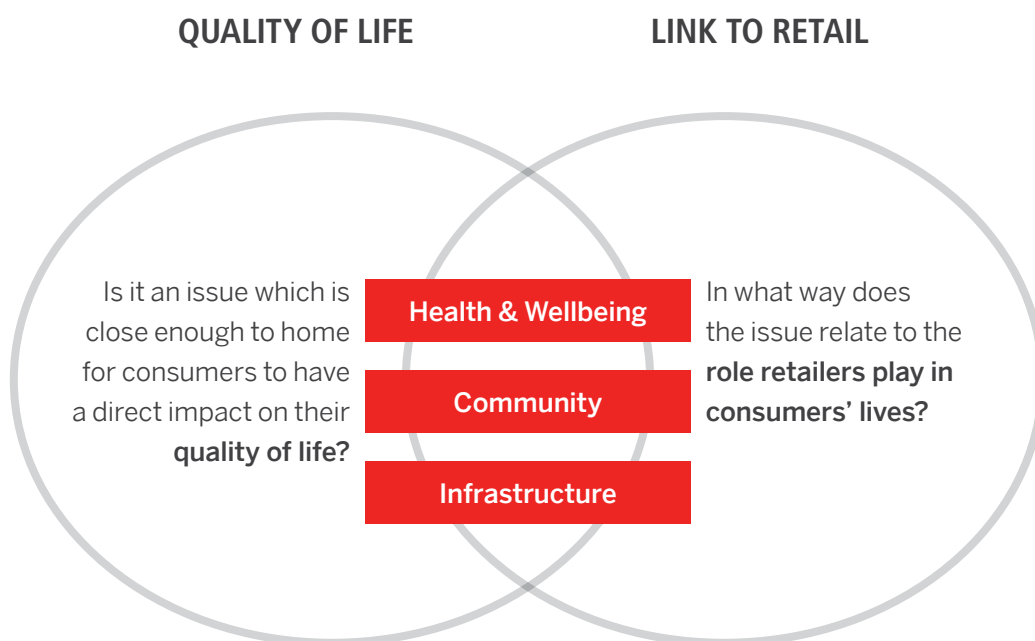 QUALITY OF LIFE
LINK TO RETAIL
Is it an issue which is
close enough to home
for consumers to have
a direct impact on their
quality of life?
Health & Wellbeing
Community
Infrastructure
In what way does
the issue relate to the
role retailers play in
consumers’ lives?